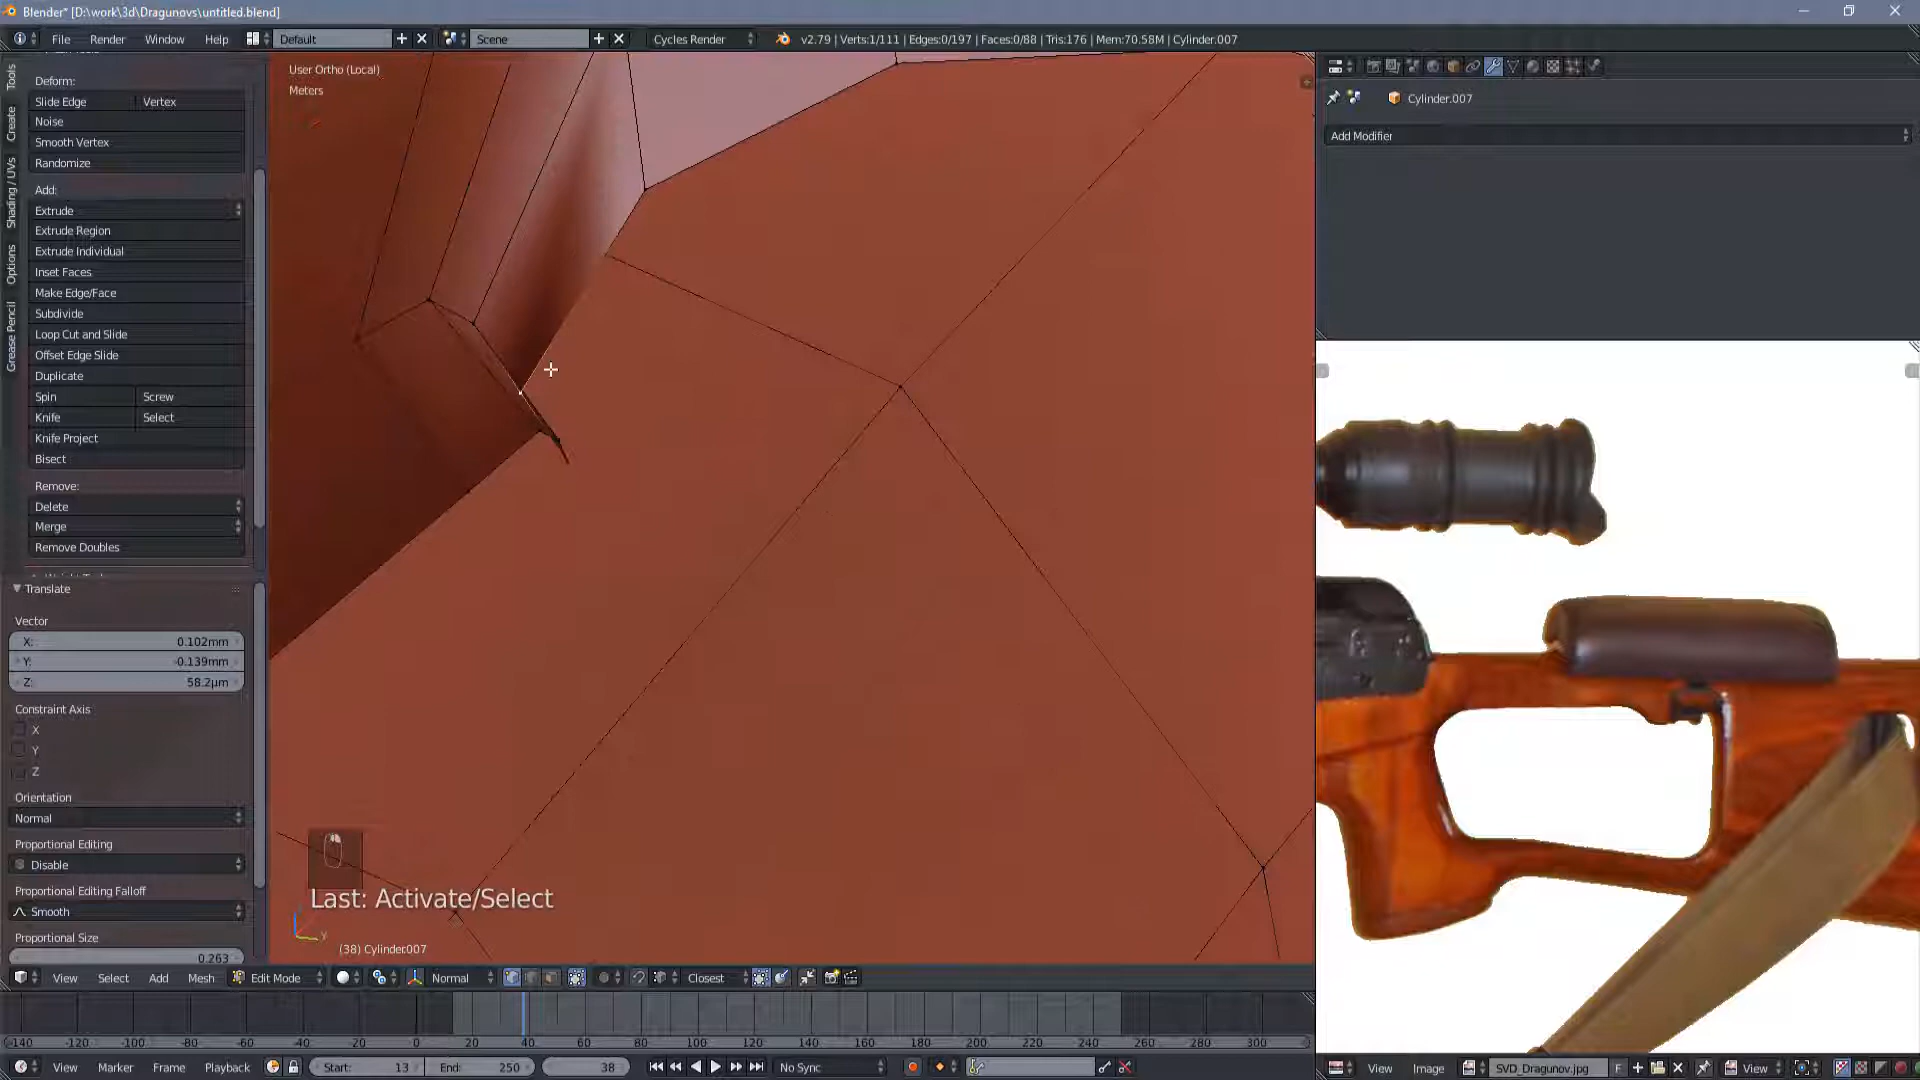 Blender* [D:\work\3d\Dragunovs\untitled.blend]
File Render Window Help Default Scene Cycles Render v2.79 | Verts:1/111 | Edges:0/197 | Faces:0/88 | Tris:176 | Mem:70.58M | Cylinder.007
User Ortho (Local)
Meters
Tools
Create
Shading / UVs
Options
Grease Pencil
Deform:
Slide Edge Vertex
Noise
Smooth Vertex
Randomize
Add:
Extrude
Extrude Region
Extrude Individual
Inset Faces
Make Edge/Face
Subdivide
Loop Cut and Slide
Offset Edge Slide
Duplicate
Spin Screw
Knife Select
Knife Project
Bisect
Remove:
Delete
Merge
Remove Doubles
Translate
Vector
X: 0.102mm
Y: -0.139mm
Z: 58.2µm
Constraint Axis
X
Y
Z
Orientation
Normal
Proportional Editing
Disable
Proportional Editing Falloff
Smooth
Proportional Size
0.263
Cylinder.007
Add Modifier
Last: Activate/Select
y
(38) Cylinder.007
View Select Add Mesh Edit Mode Normal Closest
-140 -120 -100 -80 -60 -40 -20 0 20 40 60 80 100 120 140 160 180 200 220 240 260 280 300
View Marker Frame Playback Start: 13 End: 250 38 No Sync
View Image SVD_Dragunov.jpg F View